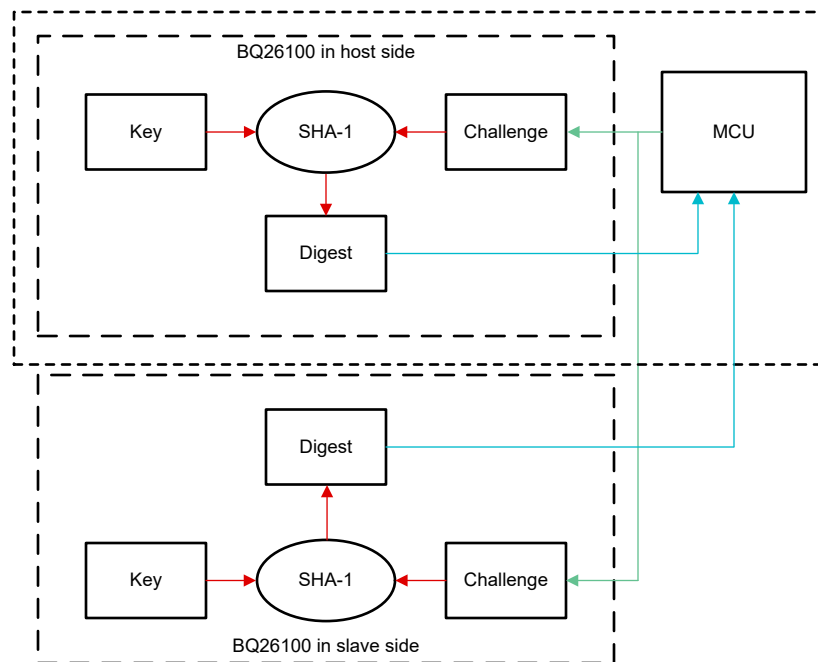 BQ26100 in host side
Key
SHA-1
Challenge
MCU
Digest
Digest
Key
SHA-1
Challenge
BQ26100 in slave side